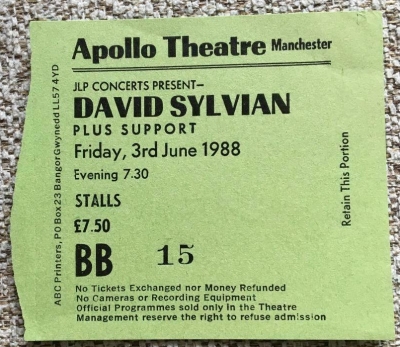 Apollo Theatre Manchester
JLP CONCERTS PRESENT—
DAVID SYLVIAN
PLUS SUPPORT
Friday, 3rd June 1988
Evening 7.30
STALLS
£7.50
BB 15
No Tickets Exchanged nor Money Refunded
No Cameras or Recording Equipment
Official Programmes sold only in the Theatre
Management reserve the right to refuse admission
ABC Printers, PO Box 23 Bangor Gwynedd LL57 4YD
Retain This Portion